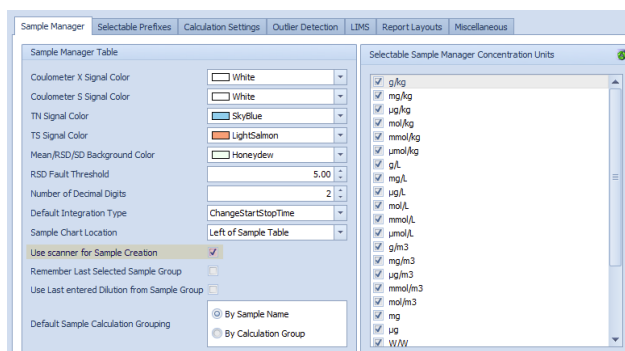 Sample Manager Selectable Prefixes Calculation Settings Outlier Detection LIMS Report Layouts Miscellaneous
Sample Manager Table
Coulometer X Signal Color White
Coulometer S Signal Color White
TN Signal Color SkyBlue
TS Signal Color LightSalmon
Mean/RSD/SD Background Color Honeydew
RSD Fault Threshold 5.00
Number of Decimal Digits 2
Default Integration Type ChangeStartStopTime
Sample Chart Location Left of Sample Table
Use scanner for Sample Creation
Remember Last Selected Sample Group
Use Last entered Dilution from Sample Group
Default Sample Calculation Grouping
By Sample Name
By Calculation Group
Selectable Sample Manager Concentration Units
g/kg
mg/kg
µg/kg
mol/kg
mmol/kg
µmol/kg
g/L
mg/L
µg/L
mol/L
mmol/L
µmol/L
g/m3
mg/m3
µg/m3
mmol/m3
mol/m3
mg
µg
W/W